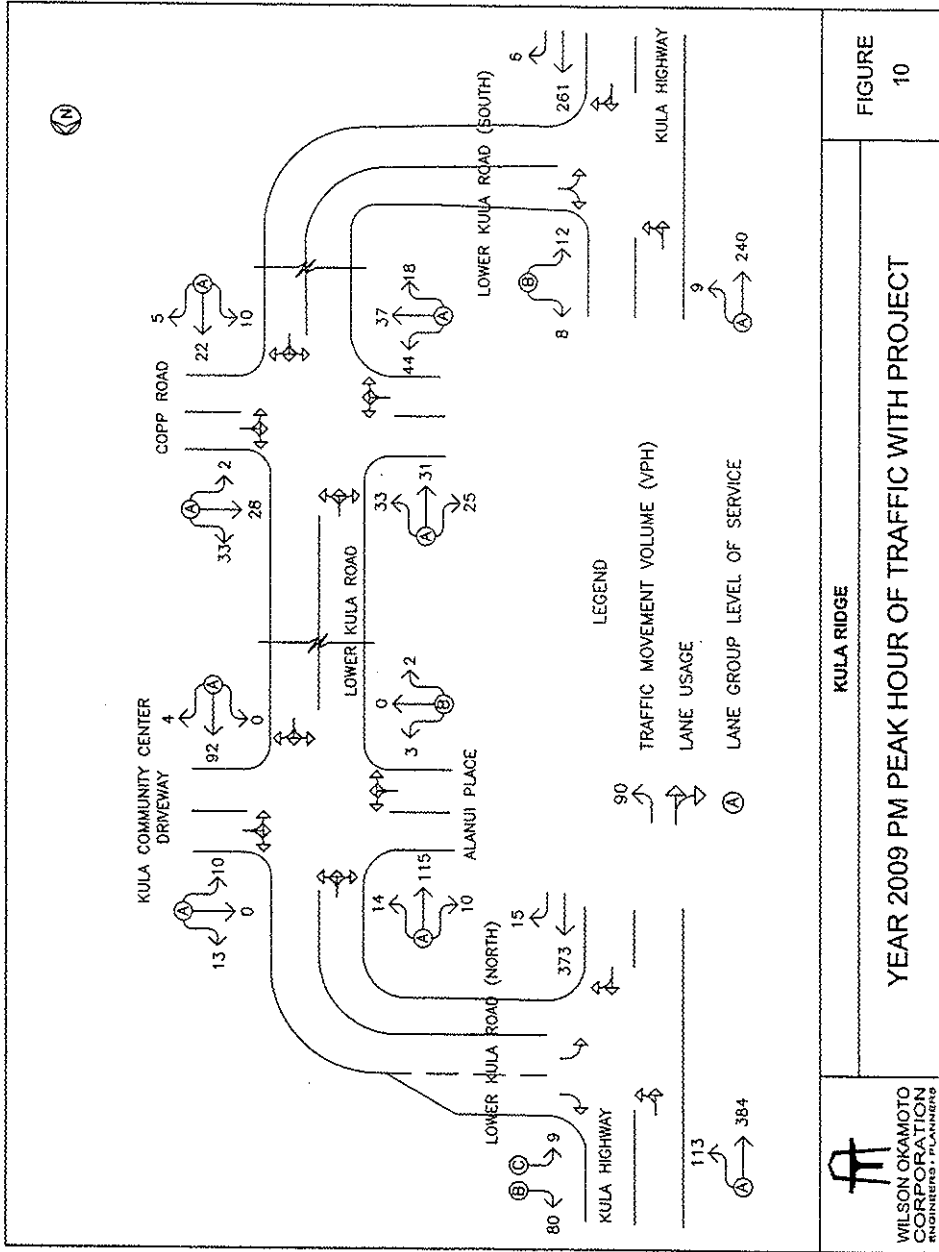 N
KULA COMMUNITY CENTER
DRIVEWAY
COPP ROAD
13
0
10
A
4
92
0
A
33
28
2
A
5
22
10
A
LOWER KULA ROAD
14
115
10
A
3
0
2
B
33
31
25
A
44
37
18
A
ALANUI PLACE
LOWER KULA ROAD (NORTH)
LOWER KULA ROAD (SOUTH)
80
B
C
9
15
373
8
B
12
6
261
KULA HIGHWAY
KULA HIGHWAY
113
A
384
9
A
240
LEGEND
90
TRAFFIC MOVEMENT VOLUME (VPH)
LANE USAGE
A
LANE GROUP LEVEL OF SERVICE
WILSON OKAMOTO
CORPORATION
ENGINEERS • PLANNERS
KULA RIDGE
YEAR 2009 PM PEAK HOUR OF TRAFFIC WITH PROJECT
FIGURE
10